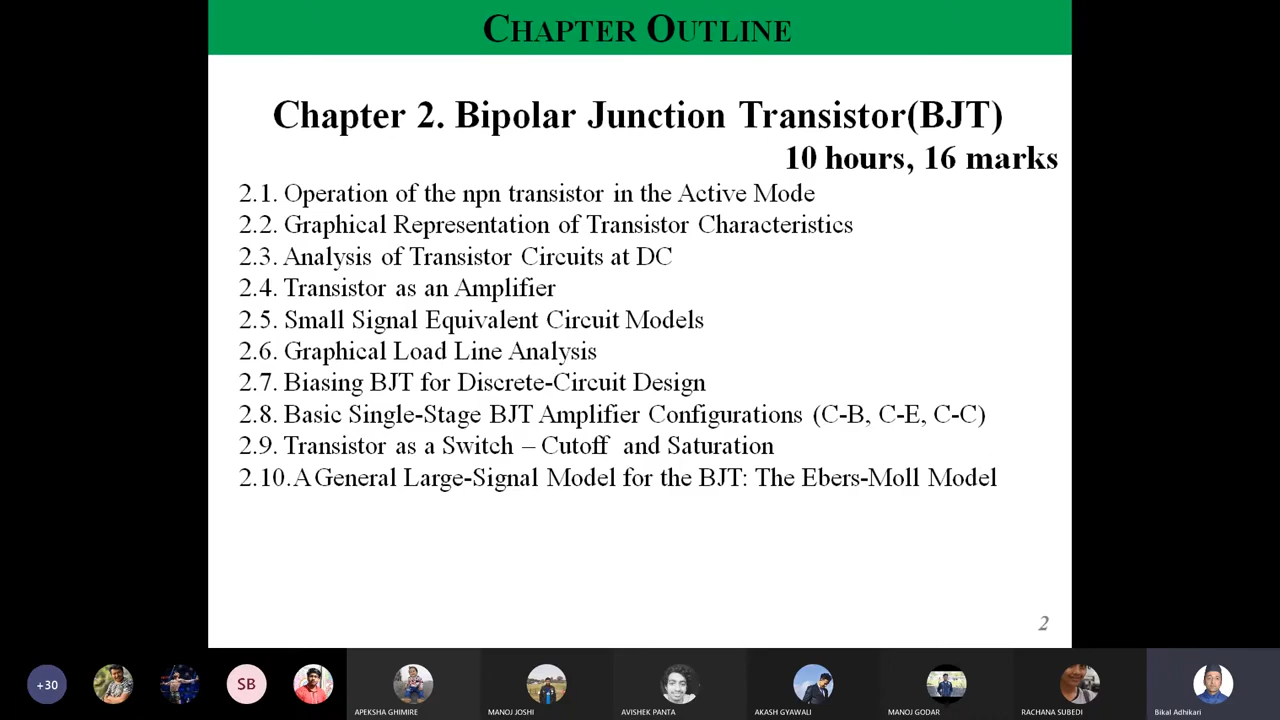 CHAPTER OUTLINE
Chapter 2. Bipolar Junction Transistor(BJT)
10 hours, 16 marks
2.1. Operation of the npn transistor in the Active Mode
2.2. Graphical Representation of Transistor Characteristics
2.3. Analysis of Transistor Circuits at DC
2.4. Transistor as an Amplifier
2.5. Small Signal Equivalent Circuit Models
2.6. Graphical Load Line Analysis
2.7. Biasing BJT for Discrete-Circuit Design
2.8. Basic Single-Stage BJT Amplifier Configurations (C-B, C-E, C-C)
2.9. Transistor as a Switch – Cutoff and Saturation
2.10. A General Large-Signal Model for the BJT: The Ebers-Moll Model
2
+30
SB
APEKSHA GHIMIRE
MANOJ JOSHI
AVISHEK PANTA
AKASH GYAWALI
MANOJ GODAR
RACHANA SUBEDI
Bikal Adhikari